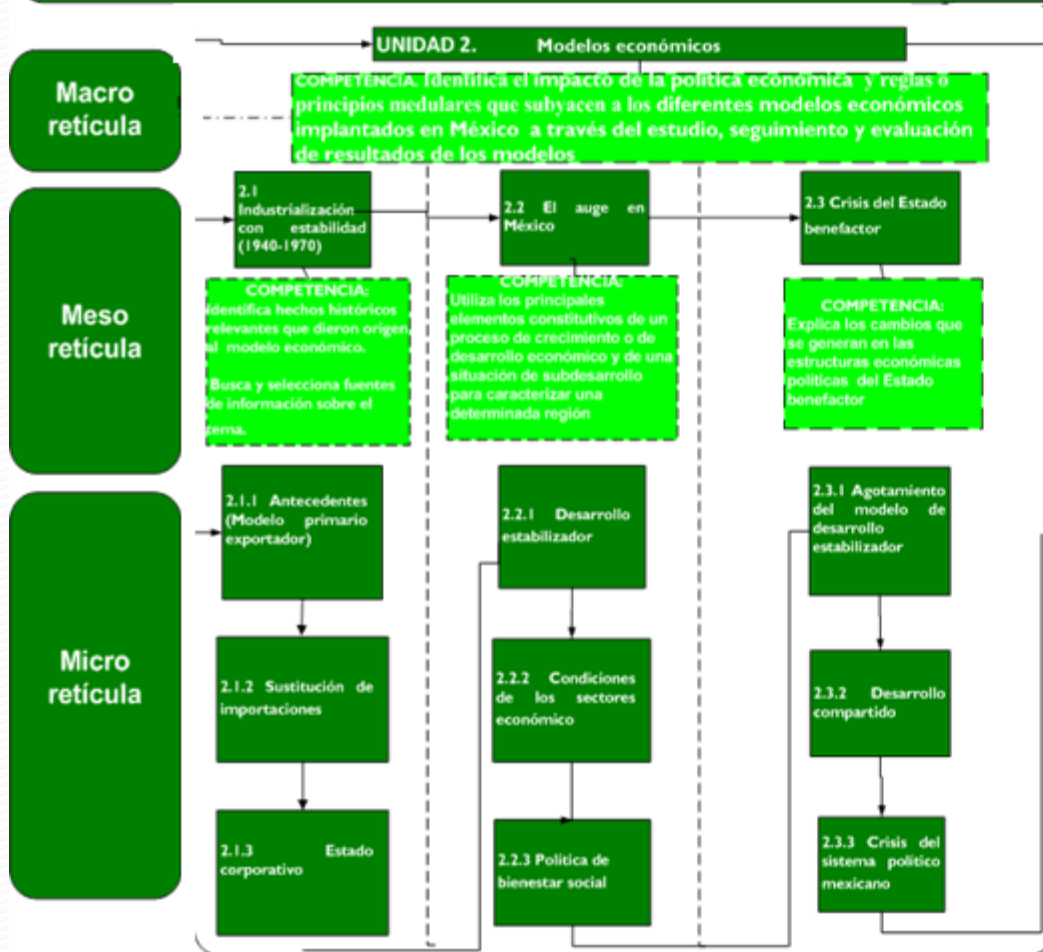 UNIDAD 2. Modelos económicos
Macro
retícula
COMPETENCIA. Identifica el impacto de la política económica y reglas o
principios medulares que subyacen a los diferentes modelos económicos
implantados en México a través del estudio, seguimiento y evaluación
de resultados de los modelos
Meso
retícula
2.1
Industrialización
con estabilidad
(1940-1970)
2.2 El auge en
México
2.3 Crisis del Estado
benefactor
COMPETENCIA:
Identifica hechos históricos
relevantes que dieron origen
al modelo económico.
Busca y selecciona fuentes
de información sobre el
tema.
COMPETENCIA:
Utiliza los principales
elementos constitutivos de un
proceso de crecimiento o de
desarrollo económico y de una
situación de subdesarrollo
para caracterizar una
determinada región
COMPETENCIA:
Explica los cambios que
se generan en las
estructuras económicas
políticas del Estado
benefactor
Micro
retícula
2.1.1 Antecedentes
(Modelo primario
exportador)
2.1.2 Sustitución de
importaciones
2.1.3 Estado
corporativo
2.2.1 Desarrollo
estabilizador
2.2.2 Condiciones
de los sectores
económico
2.2.3 Política de
bienestar social
2.3.1 Agotamiento
del modelo de
desarrollo
estabilizador
2.3.2 Desarrollo
compartido
2.3.3 Crisis del
sistema político
mexicano